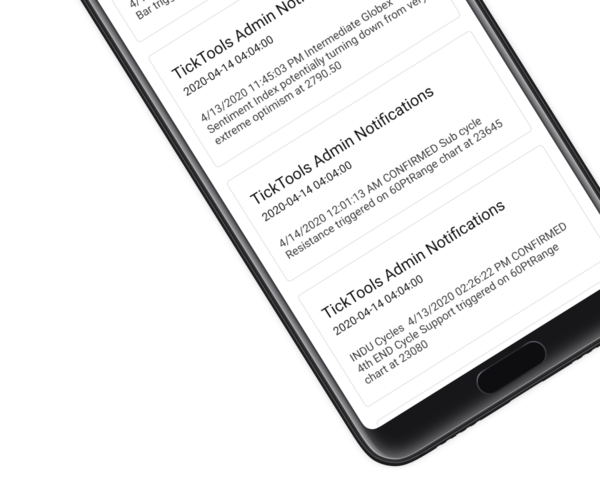 4/1
Bar trigg
TickTools Admin Noti
2020-04-14 04:04:00
4/13/2020 11:45:03 PM Intermediate Globex
Sentiment Index potentially turning down from very
extreme optimism at 2790.50
TickTools Admin Notifications
2020-04-14 04:04:00
4/14/2020 12:01:13 AM CONFIRMED Sub cycle
Resistance triggered on 60PtRange chart at 23645
TickTools Admin Notifications
2020-04-14 04:04:00
INDU Cycles 4/13/2020 02:26:22 PM CONFIRMED
4th END Cycle Support triggered on 60PtRange
chart at 23080